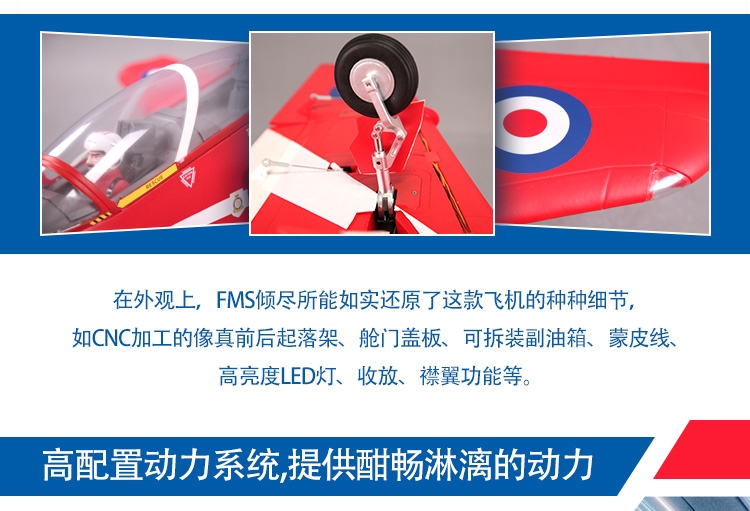 RESCUE
在外观上，FMS倾尽所能如实还原了这款飞机的种种细节，
如CNC加工的像真前后起落架、舱门盖板、可拆装副油箱、蒙皮线、
高亮度LED灯、收放、襟翼功能等。
高配置动力系统,提供酣畅淋漓的动力